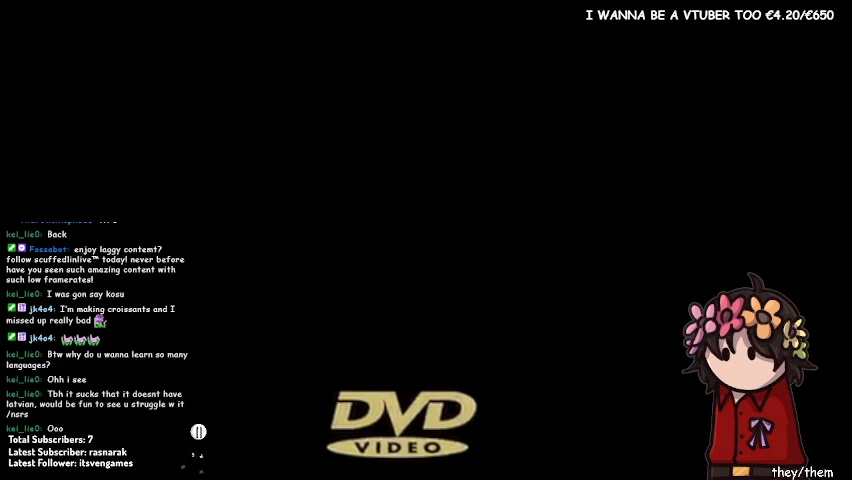 I WANNA BE A VTUBER TOO €4.20/€650
kei_lie0: Back
Fossabot: enjoy laggy contemt?
follow scuffedlinlive™ today! never before
have you seen such amazing content with
such low framerates!
kei_lie0: I was gon say kosu
jk4o4: I'm making croissants and I
missed up really bad
jk4o4:
kei_lie0: Btw why do u wanna learn so many
languages?
kei_lie0: Ohh i see
kei_lie0: Tbh it sucks that it doesnt have
latvian, would be fun to see u struggle w it
/nsrs
kei_lie0: Ooo
Total Subscribers: 7
Latest Subscriber: rasnarak
Latest Follower: itsvengames
DVD
VIDEO
they/them